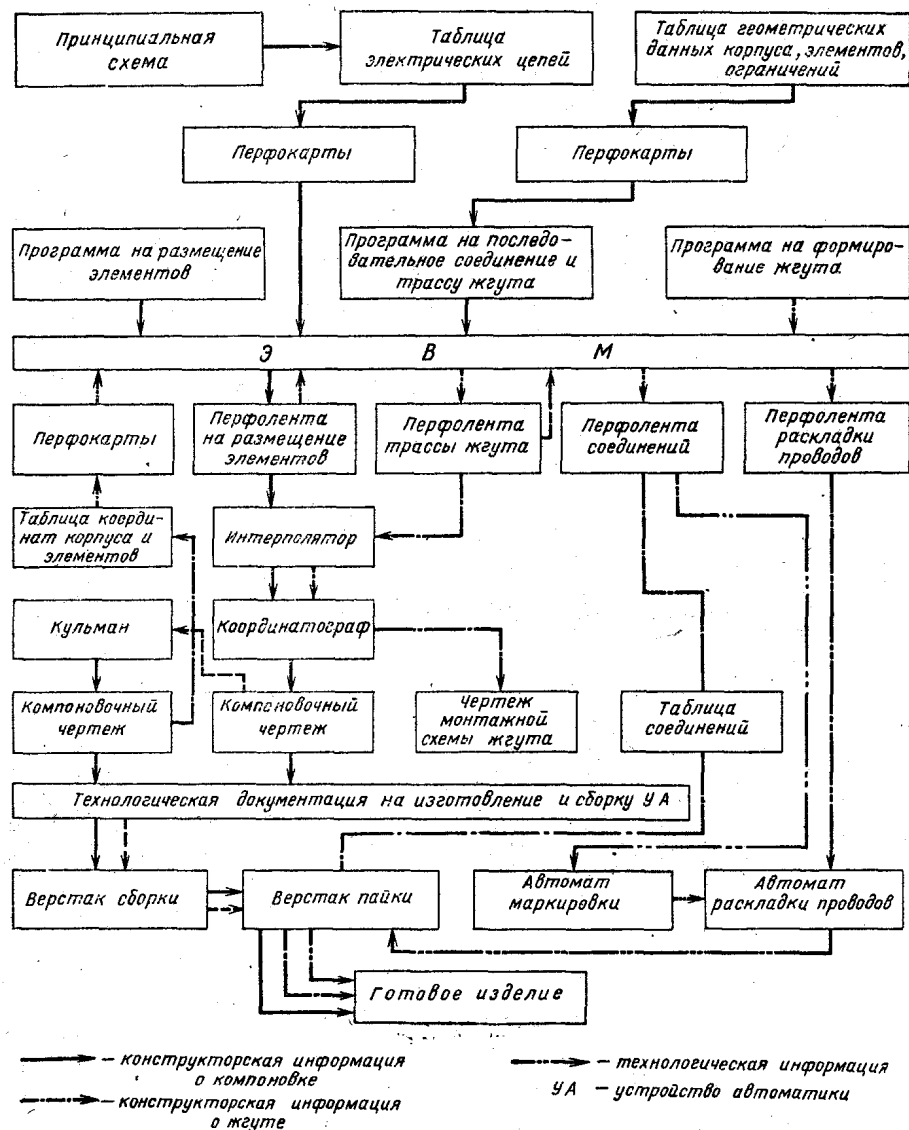 Принципиальная
схема
Таблица
электрических цепей
Таблица геометрических
данных корпуса, элементов,
ограничений
Перфокарты
Перфокарты
Программа на размещение
элементов
Программа на последо-
вательное соединение и
трассу жгута
Программа на формиро-
вание жгута
Э В М
Перфокарты
Перфолента
на размещение
элементов
Перфолента
трассы жгута
Перфолента
соединений
Перфолента
раскладки
проводов
Таблица коорди-
нат корпуса и
элементов
Интерполятор
Кульман
Координатограф
Компоновочный
чертеж
Компоновочный
чертеж
Чертеж
монтажной
схемы жгута
Таблица
соединений
Технологическая документация на изготовление и сборку УА
Верстак сборки
Верстак пайки
Автомат
маркировки
Автомат
раскладки проводов
Готовое изделие
– конструкторская информация
о компоновке
– конструкторская информация
о жгуте
– технологическая информация
УА – устройство автоматики